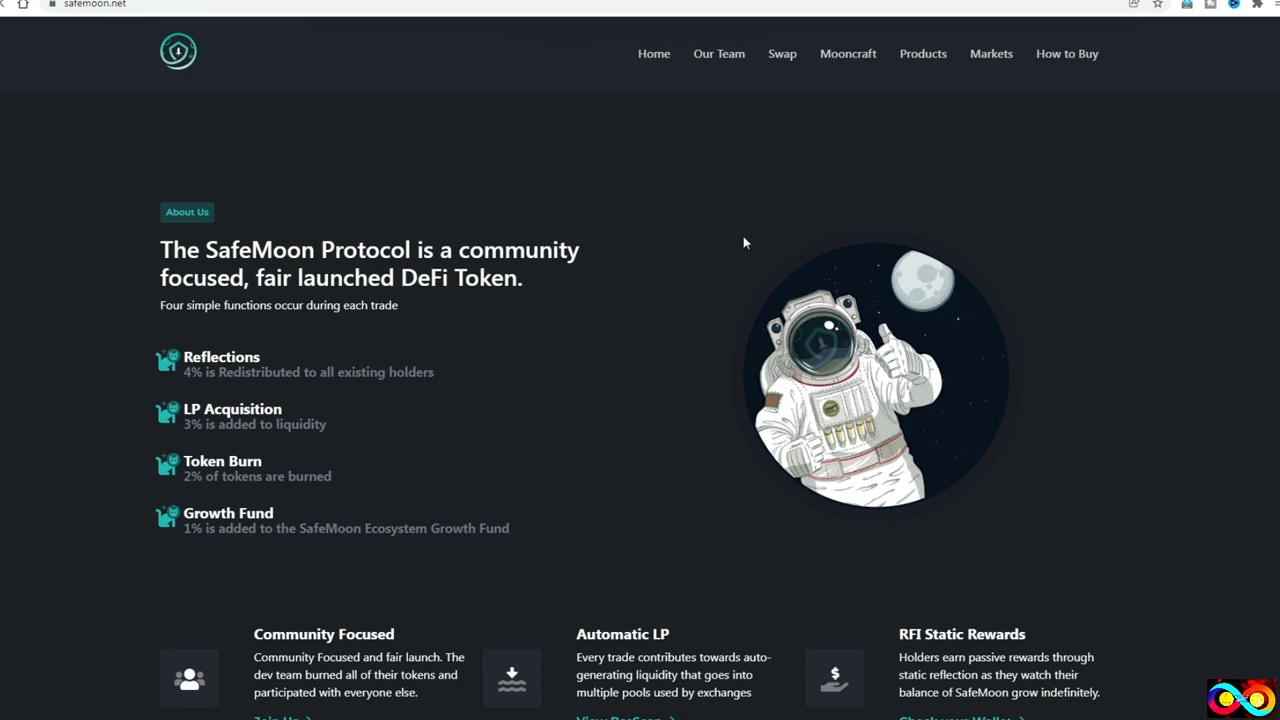 safemoon.net
Home Our Team Swap Mooncraft Products Markets How to Buy
About Us
The SafeMoon Protocol is a community
focused, fair launched DeFi Token.
Four simple functions occur during each trade
Reflections
4% is Redistributed to all existing holders
LP Acquisition
3% is added to liquidity
Token Burn
2% of tokens are burned
Growth Fund
1% is added to the SafeMoon Ecosystem Growth Fund
Community Focused
Community Focused and fair launch. The
dev team burned all of their tokens and
participated with everyone else.
Automatic LP
Every trade contributes towards auto-
generating liquidity that goes into
multiple pools used by exchanges
RFI Static Rewards
Holders earn passive rewards through
static reflection as they watch their
balance of SafeMoon grow indefinitely.